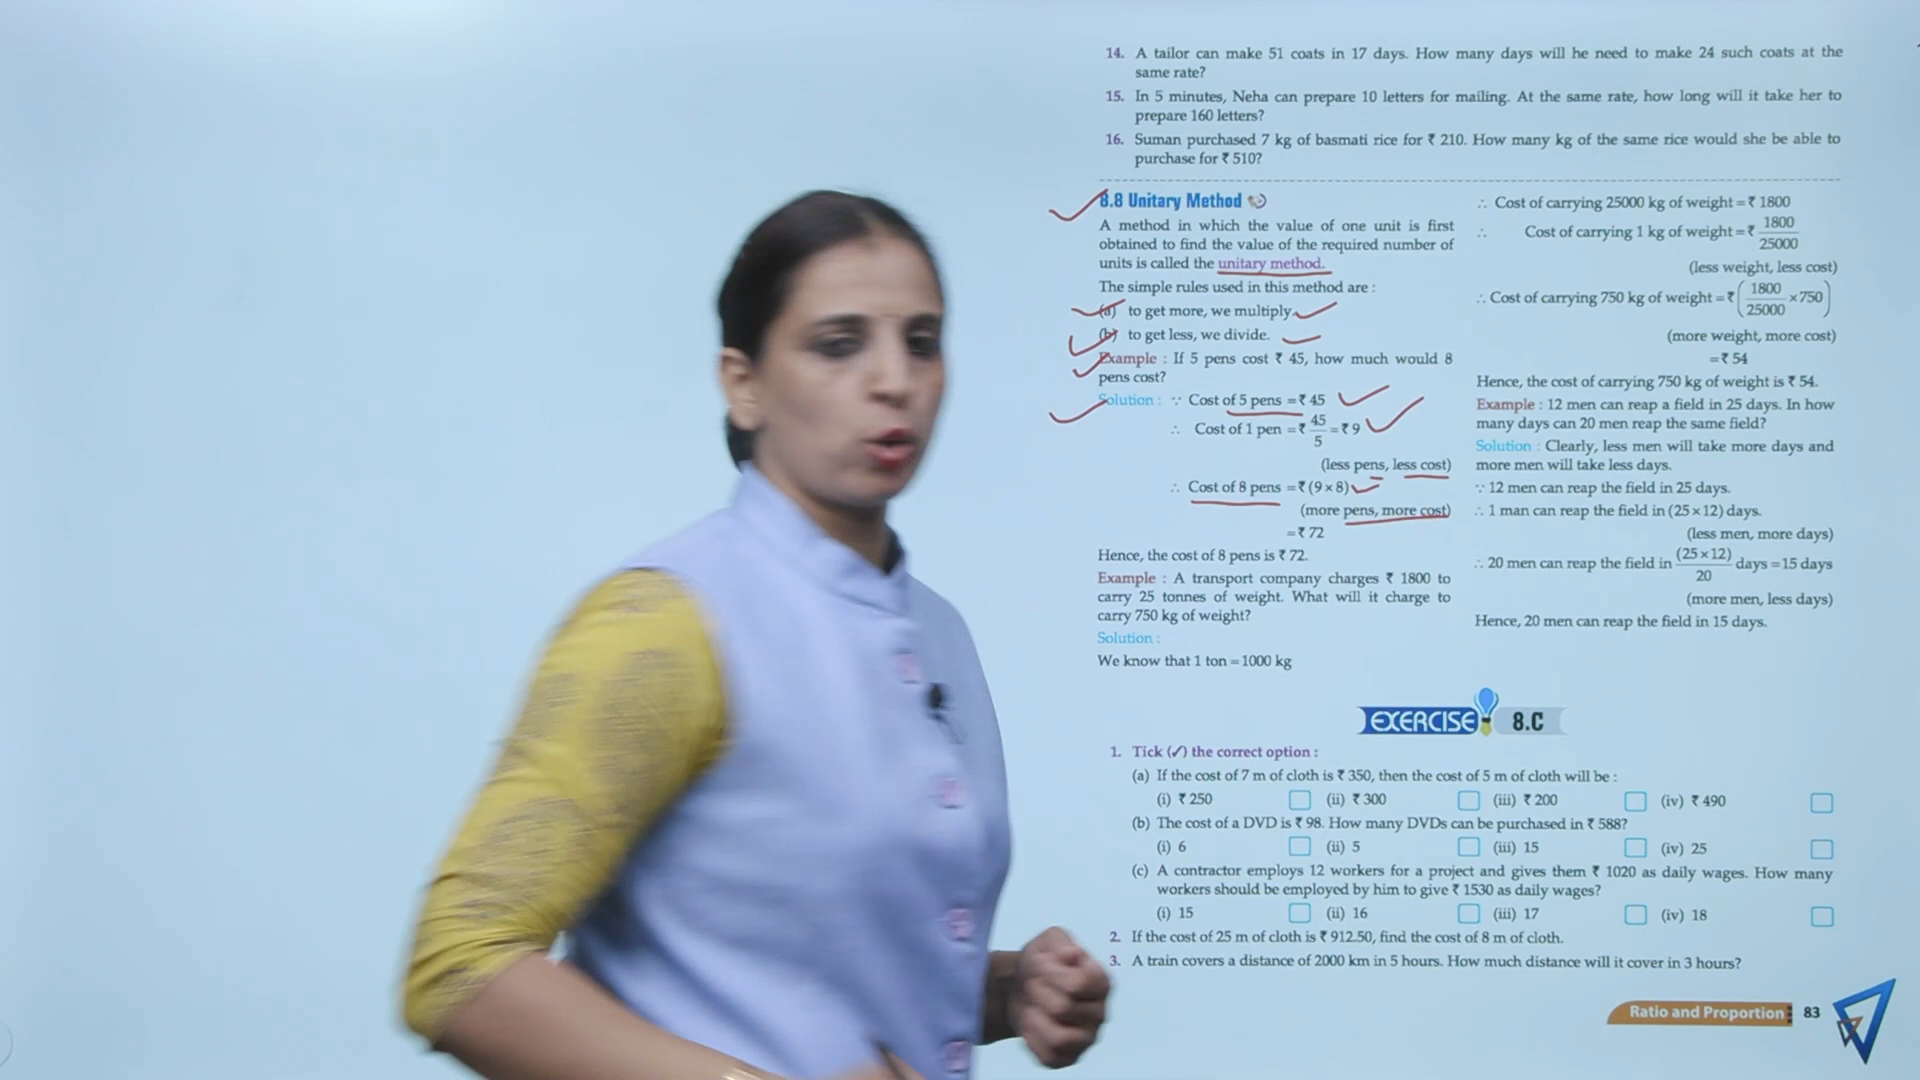 14. A tailor can make 51 coats in 17 days. How many days will he need to make 24 such coats at the
same rate?
15. In 5 minutes, Neha can prepare 10 letters for mailing. At the same rate, how long will it take her to
prepare 160 letters?
16. Suman purchased 7 kg of basmati rice for ₹ 210. How many kg of the same rice would she be able to
purchase for ₹ 510?
8.8 Unitary Method
A method in which the value of one unit is first
obtained to find the value of the required number of
units is called the unitary method.
The simple rules used in this method are :
(a) to get more, we multiply.
(b) to get less, we divide.
Example : If 5 pens cost ₹ 45, how much would 8
pens cost?
Solution : ∵ Cost of 5 pens = ₹ 45
∴ Cost of 1 pen = ₹ 45/5 = ₹ 9
(less pens, less cost)
∴ Cost of 8 pens = ₹ (9 × 8)
(more pens, more cost)
= ₹ 72
Hence, the cost of 8 pens is ₹ 72.
Example : A transport company charges ₹ 1800 to
carry 25 tonnes of weight. What will it charge to
carry 750 kg of weight?
Solution :
We know that 1 ton = 1000 kg
∴ Cost of carrying 25000 kg of weight = ₹ 1800
∴ Cost of carrying 1 kg of weight = ₹ 1800/25000
(less weight, less cost)
∴ Cost of carrying 750 kg of weight = ₹ (1800/25000 × 750)
(more weight, more cost)
= ₹ 54
Hence, the cost of carrying 750 kg of weight is ₹ 54.
Example : 12 men can reap a field in 25 days. In how
many days can 20 men reap the same field?
Solution : Clearly, less men will take more days and
more men will take less days.
∵ 12 men can reap the field in 25 days.
∴ 1 man can reap the field in (25 × 12) days.
(less men, more days)
∴ 20 men can reap the field in (25 × 12)/20 days = 15 days
(more men, less days)
Hence, 20 men can reap the field in 15 days.
EXERCISE 8.C
1. Tick (✓) the correct option :
(a) If the cost of 7 m of cloth is ₹ 350, then the cost of 5 m of cloth will be :
(i) ₹ 250 (ii) ₹ 300 (iii) ₹ 200 (iv) ₹ 490
(b) The cost of a DVD is ₹ 98. How many DVDs can be purchased in ₹ 588?
(i) 6 (ii) 5 (iii) 15 (iv) 25
(c) A contractor employs 12 workers for a project and gives them ₹ 1020 as daily wages. How many
workers should be employed by him to give ₹ 1530 as daily wages?
(i) 15 (ii) 16 (iii) 17 (iv) 18
2. If the cost of 25 m of cloth is ₹ 912.50, find the cost of 8 m of cloth.
3. A train covers a distance of 2000 km in 5 hours. How much distance will it cover in 3 hours?
Ratio and Proportion 83